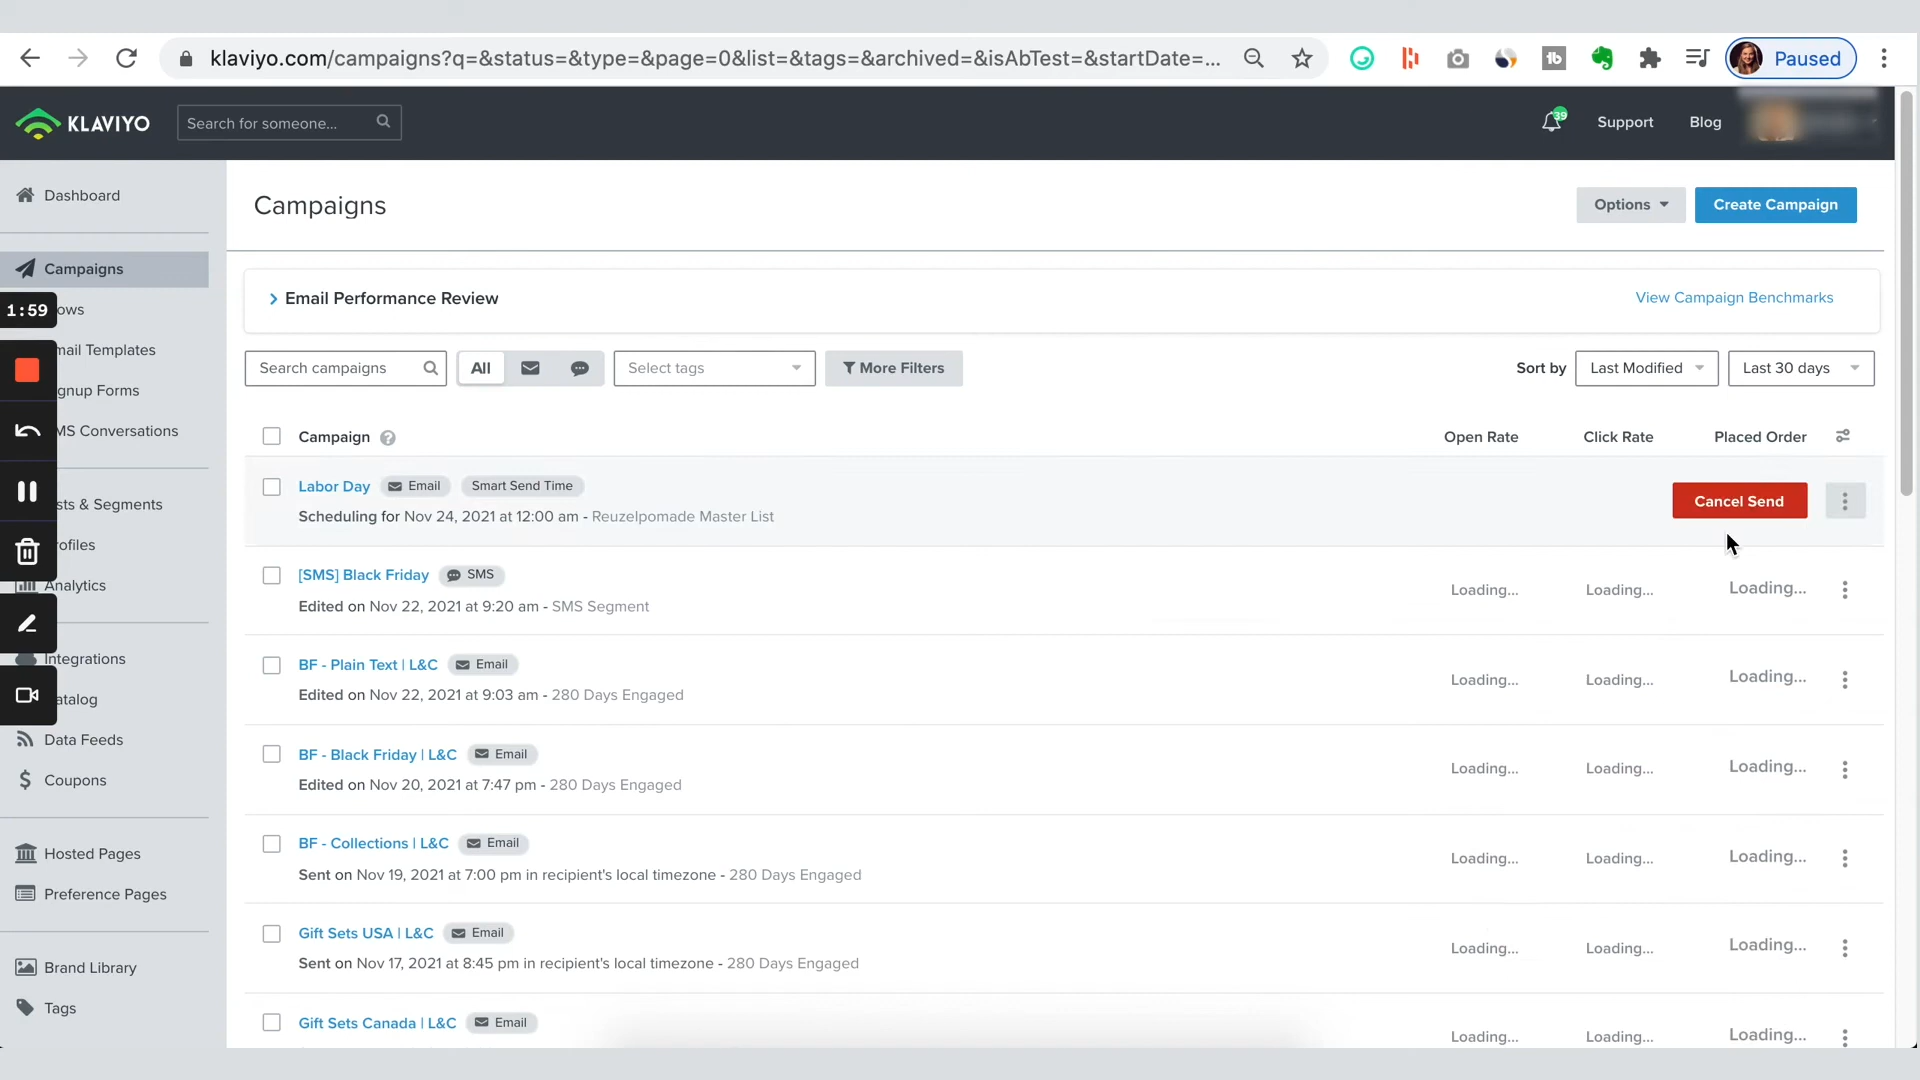 klaviyo.com/campaigns?q=&status=&type=&page=0&list=&tags=&archived=&isAbTest=&startDate=...
Paused
KLAVIYO
Search for someone...
39
Support
Blog
Dashboard
Campaigns
1:59
ows
mail Templates
gnup Forms
MS Conversations
sts & Segments
rofiles
Analytics
Integrations
atalog
Data Feeds
Coupons
Hosted Pages
Preference Pages
Brand Library
Tags
Campaigns
Options
Create Campaign
Email Performance Review
View Campaign Benchmarks
Search campaigns
All
Select tags
More Filters
Sort by
Last Modified
Last 30 days
Campaign ?
Open Rate
Click Rate
Placed Order
Labor Day Email Smart Send Time
Scheduling for Nov 24, 2021 at 12:00 am - Reuzelpomade Master List
Cancel Send
[SMS] Black Friday SMS
Edited on Nov 22, 2021 at 9:20 am - SMS Segment
Loading... Loading... Loading...
BF - Plain Text | L&C Email
Edited on Nov 22, 2021 at 9:03 am - 280 Days Engaged
Loading... Loading... Loading...
BF - Black Friday | L&C Email
Edited on Nov 20, 2021 at 7:47 pm - 280 Days Engaged
Loading... Loading... Loading...
BF - Collections | L&C Email
Sent on Nov 19, 2021 at 7:00 pm in recipient's local timezone - 280 Days Engaged
Loading... Loading... Loading...
Gift Sets USA | L&C Email
Sent on Nov 17, 2021 at 8:45 pm in recipient's local timezone - 280 Days Engaged
Loading... Loading... Loading...
Gift Sets Canada | L&C Email
Loading... Loading... Loading...